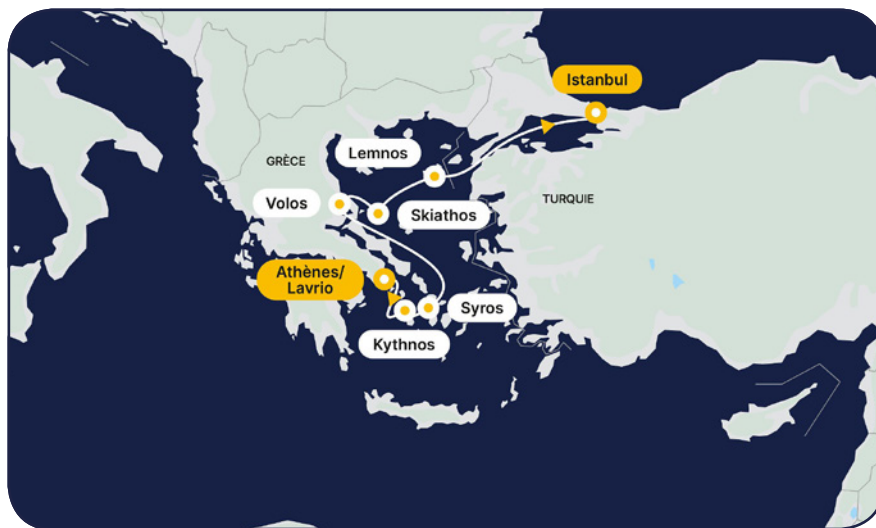 Istanbul
Lemnos
GRÈCE
Volos
Skiathos
TURQUIE
Athènes/
Lavrio
Syros
Kythnos